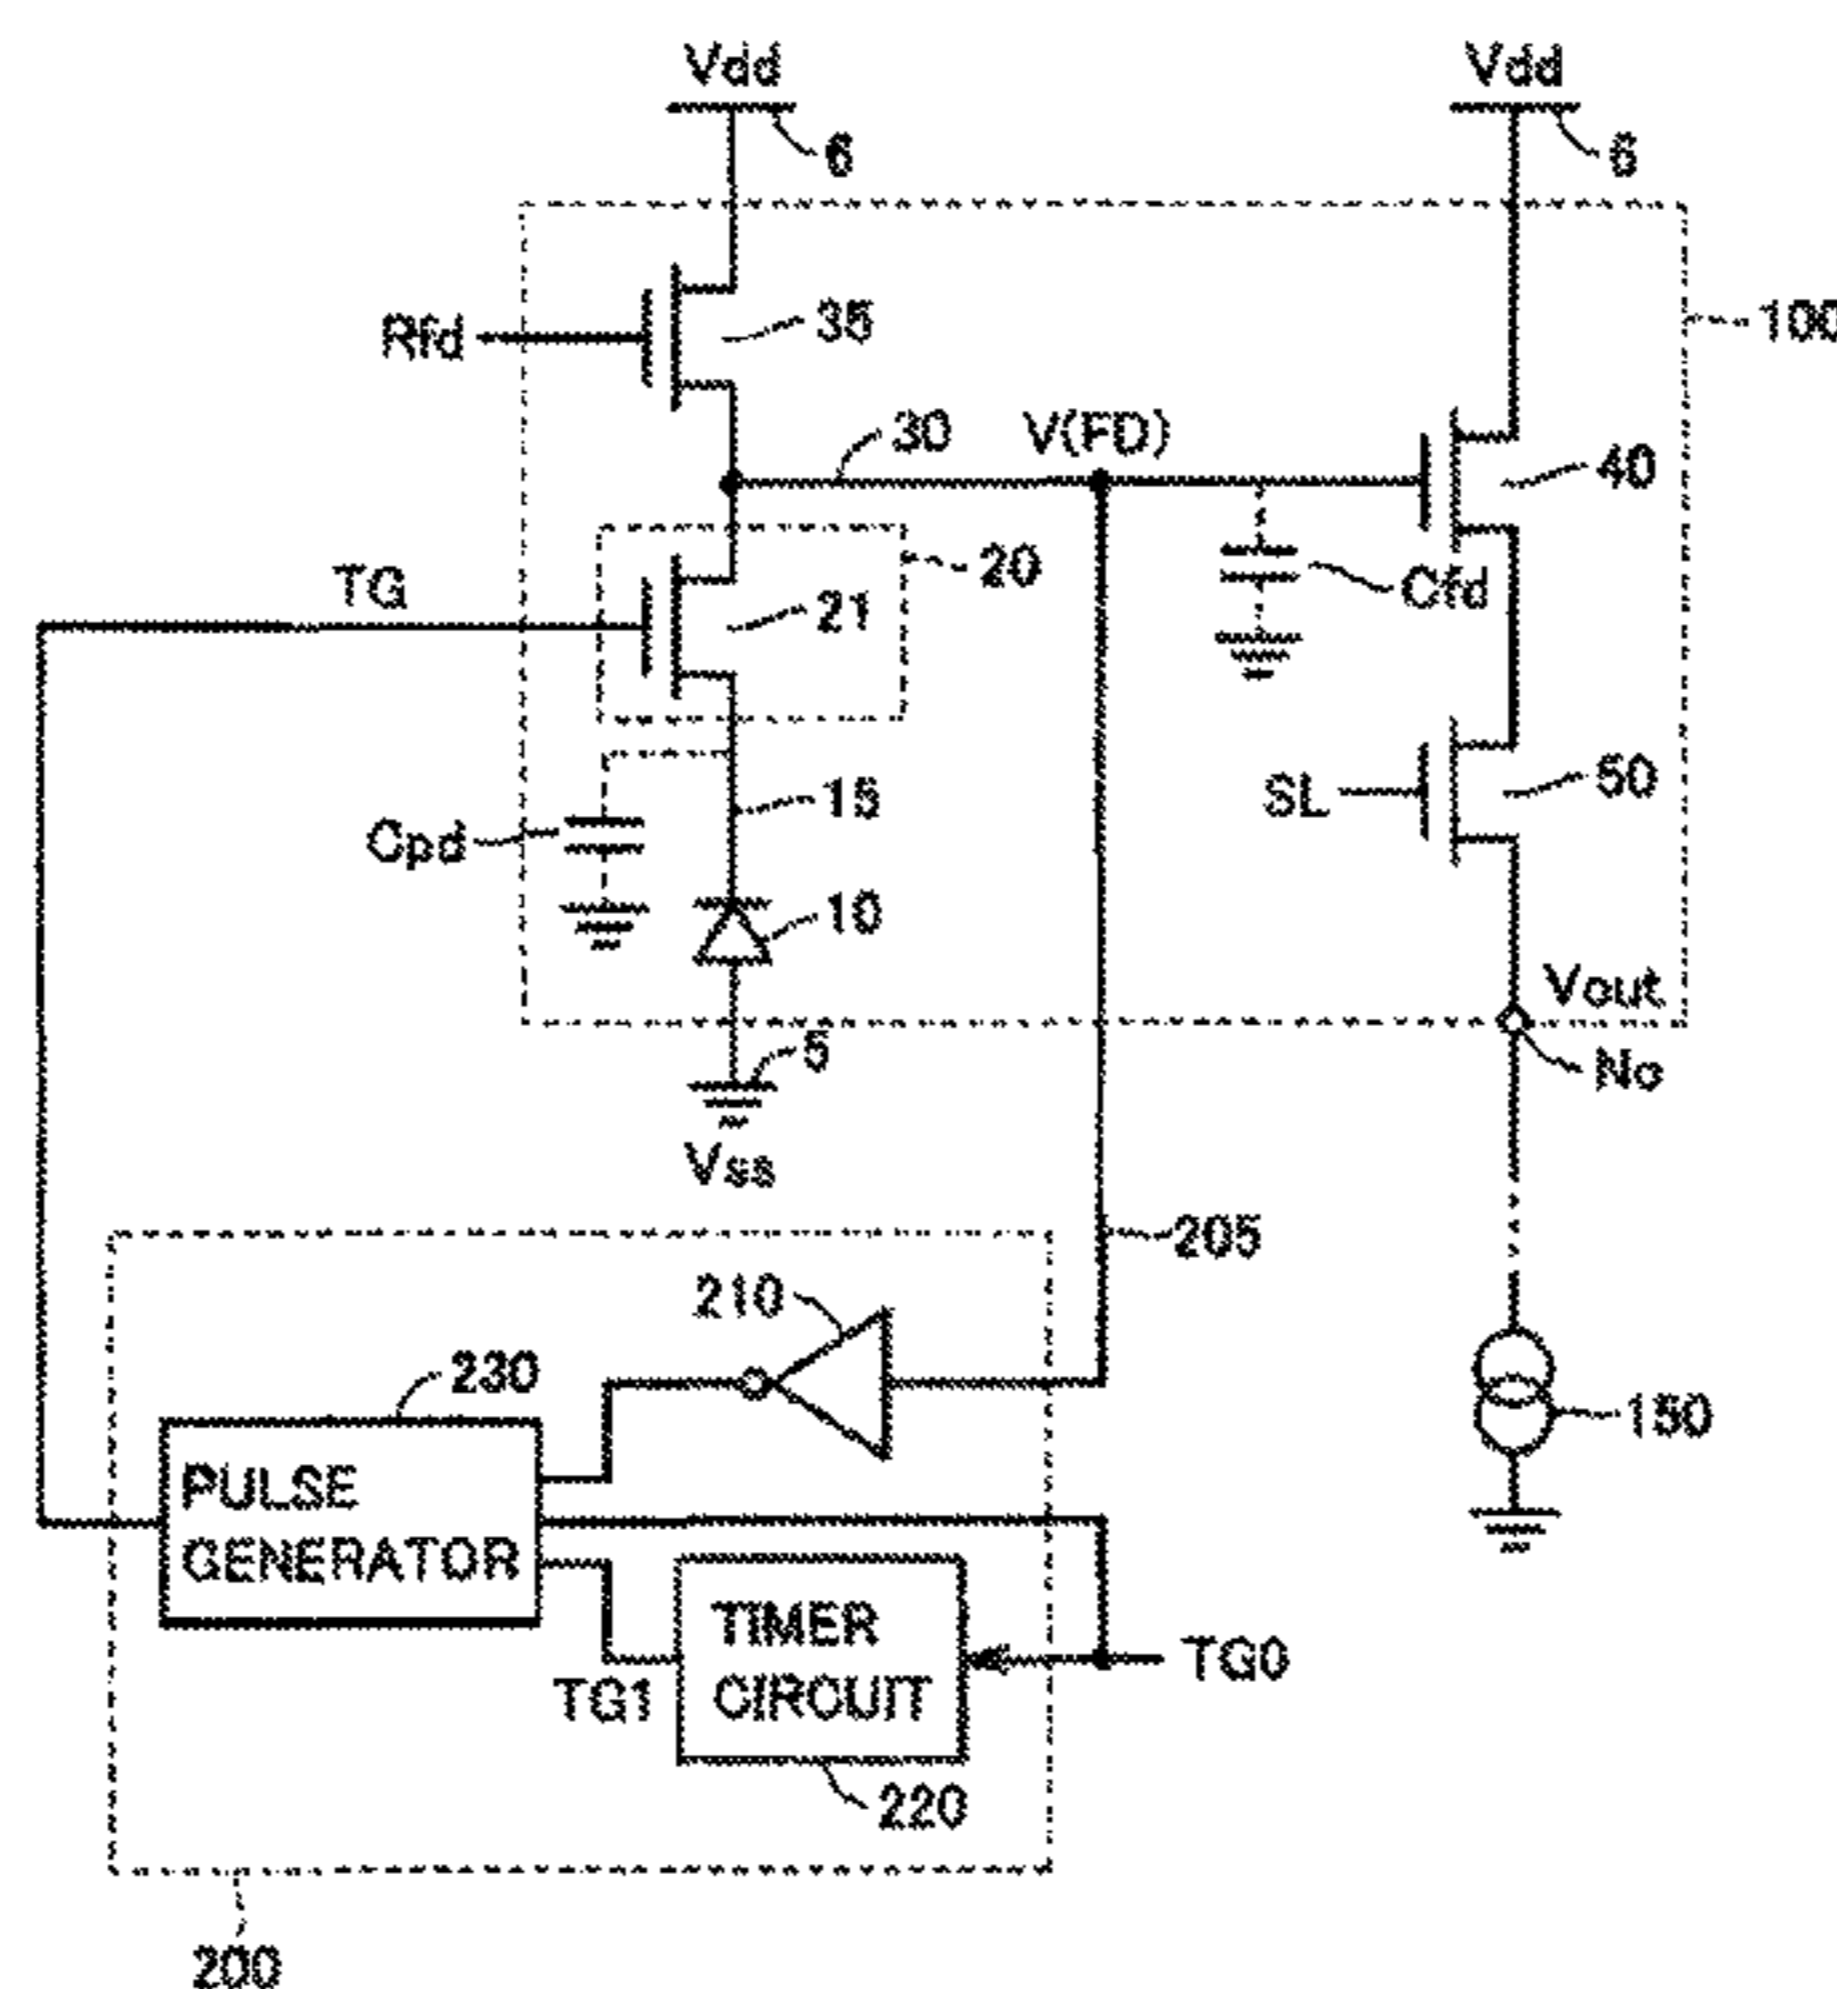 Vdd
Vdd
6
6
35
100
Rfd
30
V(FD)
40
TG
20
Cfd
21
15
50
SL
Cpd
10
Vout
5
No
Vss
205
210
230
150
PULSE
GENERATOR
TIMER
CIRCUIT
TG0
TG1
220
200